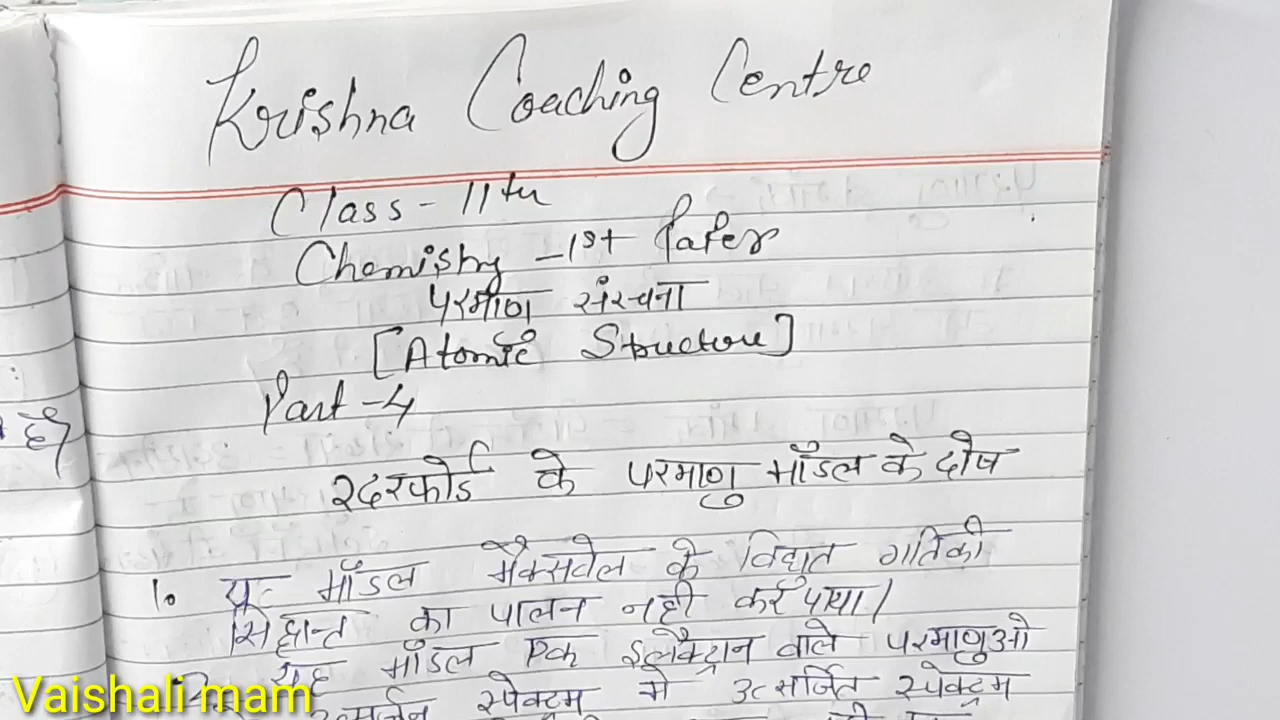 Krishna Coaching Centre
Class - 11th
Chemistry - 1st Paper
परमाणु संरचना
[Atomic Structure]
Part - 4
है
रदरफोर्ड के परमाणु मॉडल के दोष
1. यह मॉडल मैक्सवेल के विद्युत गतिकी
सिद्धान्त का पालन नही कर पाया।
यह मॉडल एक इलेक्ट्रान वाले परमाणुओ
स्पेक्ट्रम मे उत्सर्जित स्पेक्ट्रम
Vaishali mam